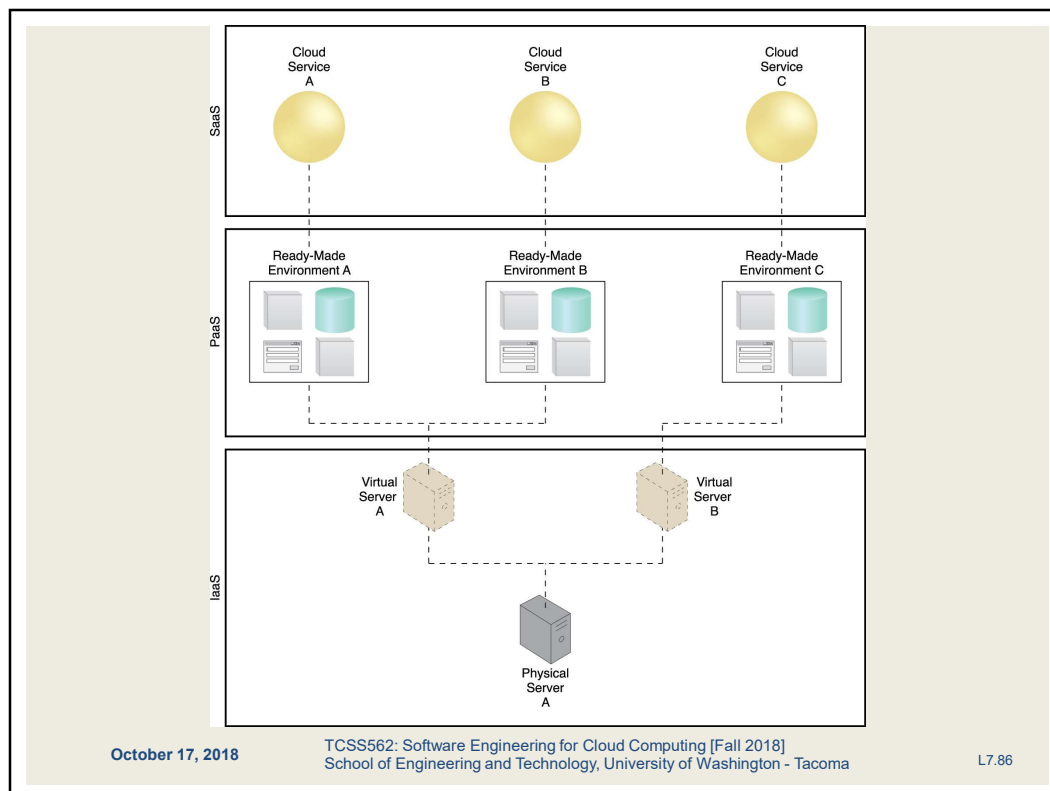 SaaS
Cloud
Service
A
Cloud
Service
B
Cloud
Service
C
PaaS
Ready-Made
Environment A
Ready-Made
Environment B
Ready-Made
Environment C
IaaS
Virtual
Server
A
Virtual
Server
B
Physical
Server
A
October 17, 2018
TCSS562: Software Engineering for Cloud Computing [Fall 2018]
School of Engineering and Technology, University of Washington - Tacoma
L7.86